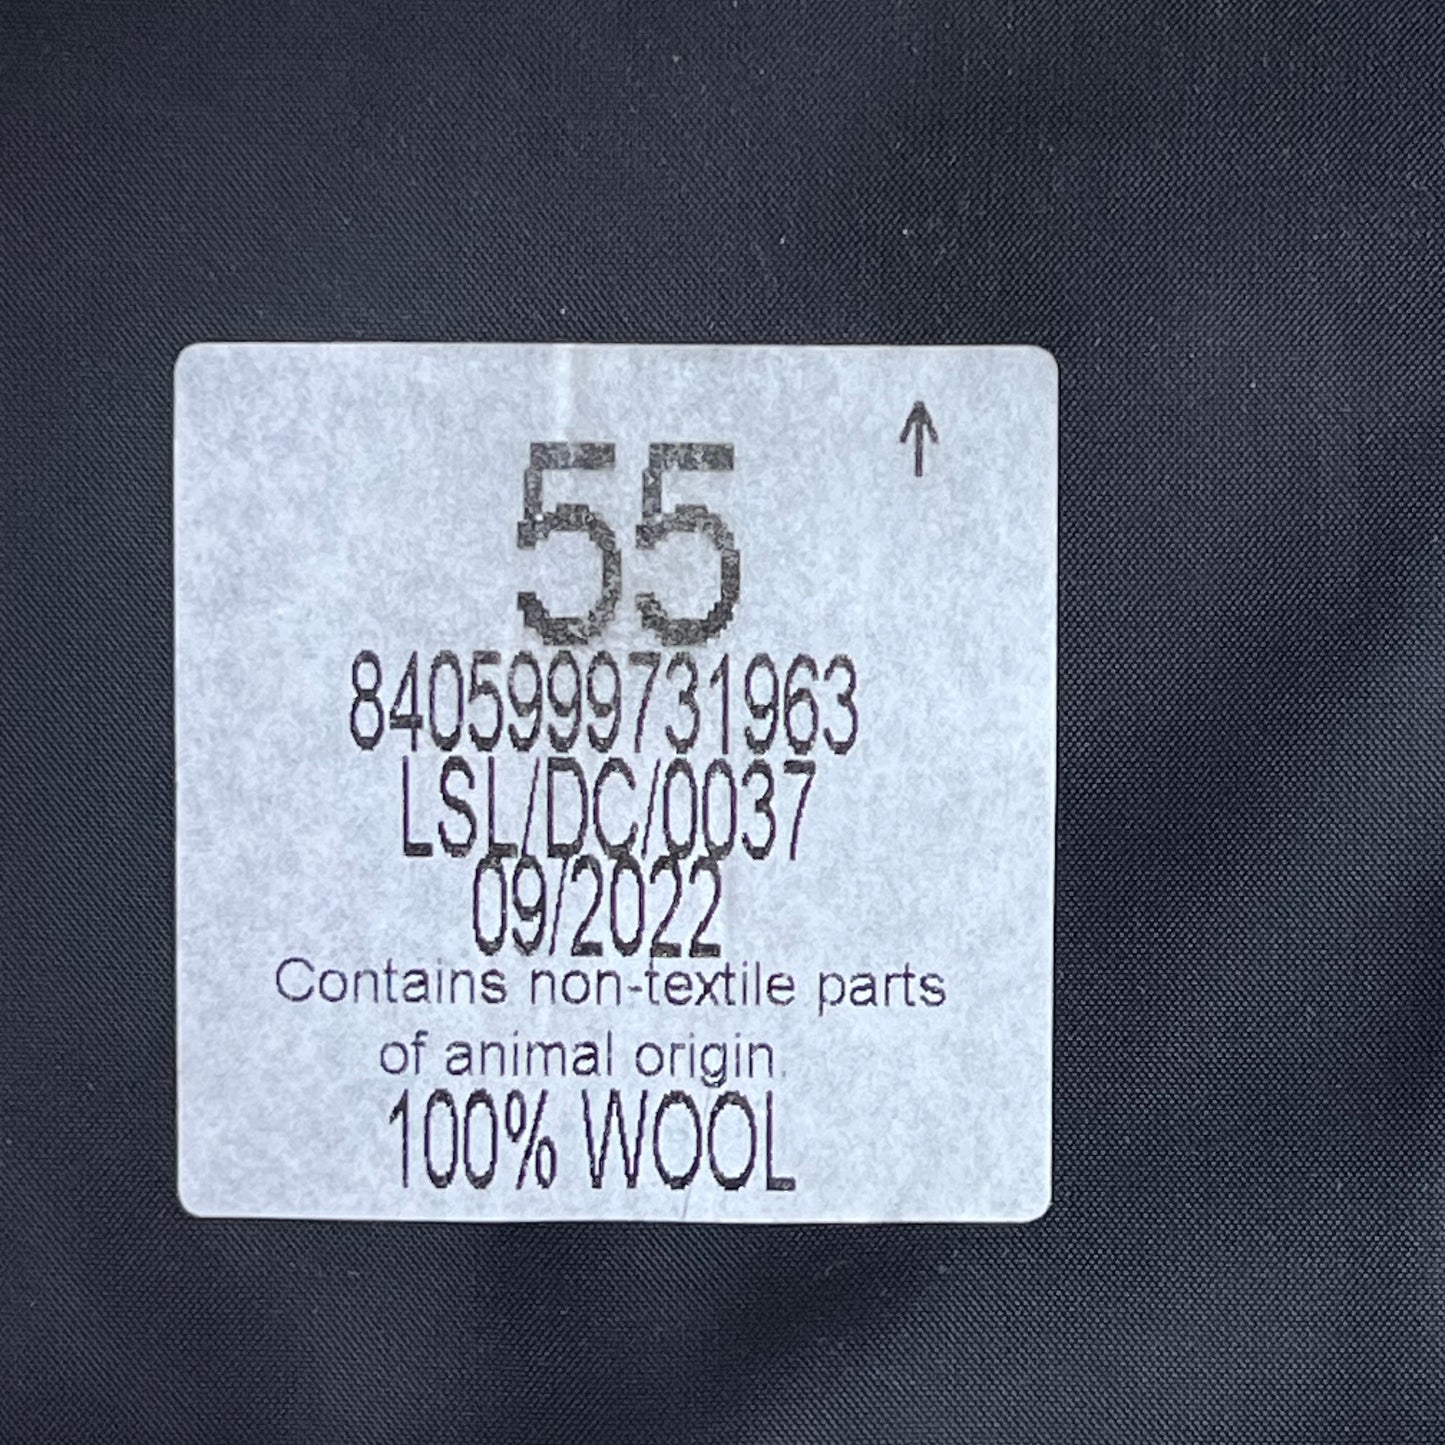 55
8405999731963
LSL/DC/0037
09/2022
Contains non-textile parts
of animal origin.
100% WOOL